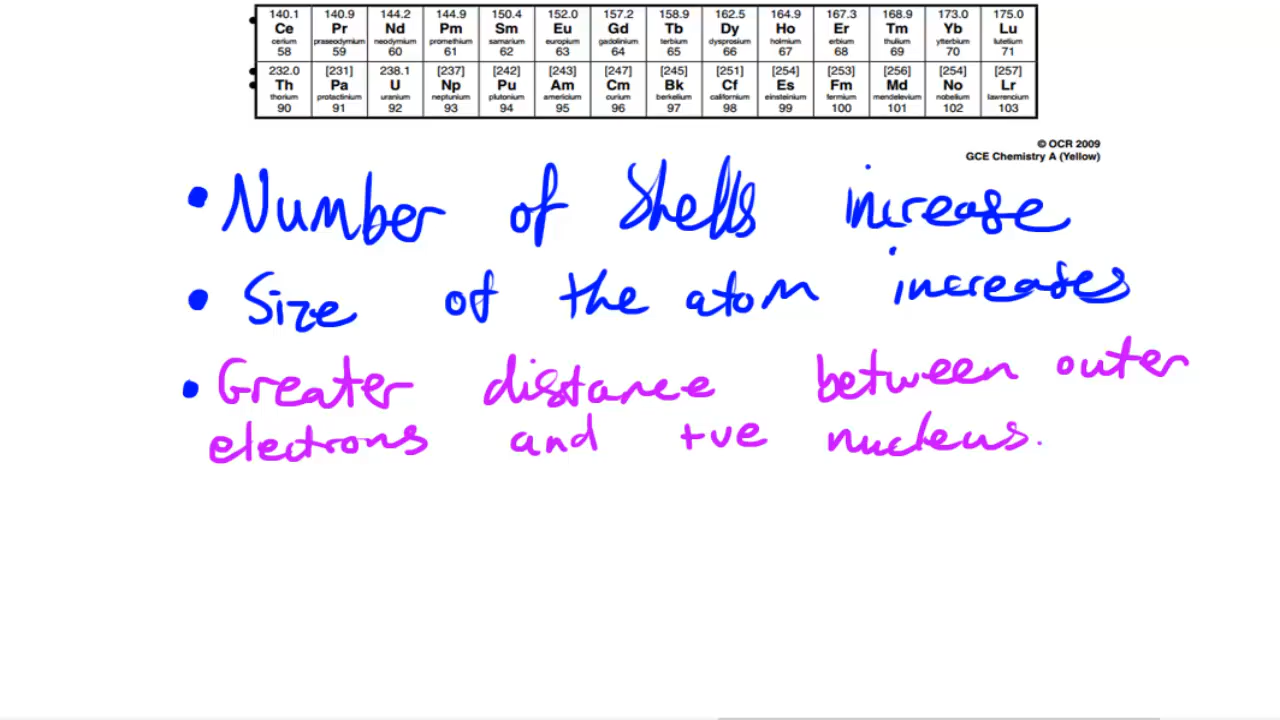 140.1 140.9 144.2 144.9 150.4 152.0 157.2 158.9 162.5 164.9 167.3 168.9 173.0 175.0
Ce Pr Nd Pm Sm Eu Gd Tb Dy Ho Er Tm Yb Lu
cerium praseodymium neodymium promethium samarium europium gadolinium terbium dysprosium holmium erbium thulium ytterbium lutetium
58 59 60 61 62 63 64 65 66 67 68 69 70 71
232.0 [231] 238.1 [237] [242] [243] [247] [245] [251] [254] [253] [256] [254] [257]
Th Pa U Np Pu Am Cm Bk Cf Es Fm Md No Lr
thorium protactinium uranium neptunium plutonium americium curium berkelium californium einsteinium fermium mendelevium nobelium lawrencium
90 91 92 93 94 95 96 97 98 99 100 101 102 103
© OCR 2009
GCE Chemistry A (Yellow)
• Number of Shells increase
• Size of the atom increases
• Greater distance between outer
electrons and +ve nucleus.